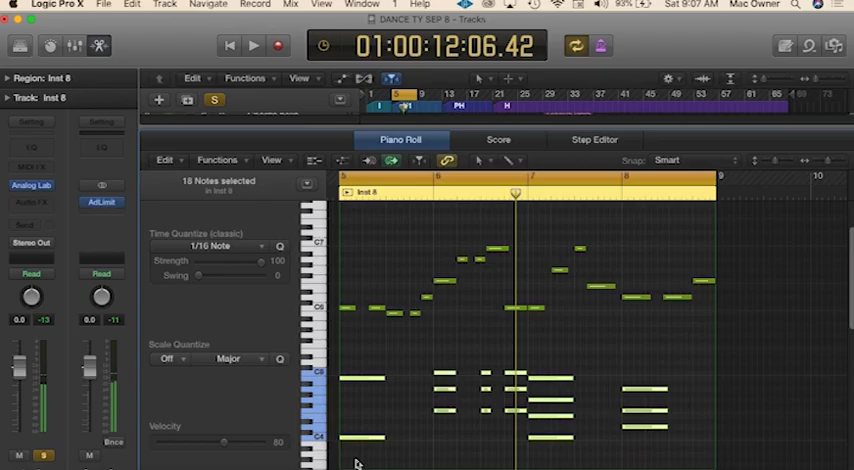 Logic Pro X File Edit Track Navigate Record Mix View Window 1 Help 93% Sat 9:07 AM Mac Owner
DANCE TY SEP 8 - Tracks
01:00:12:06.42
Region: Inst 8
Edit Functions View
Track: Inst 8
S
1 5 9 13 17 21 25 29 33 37 41 45 49 53 57 61 65 69 73
I V1 PH H
Setting Setting
EQ EQ
MIDI FX
Analog Lab
Audio FX AdLimit
Send
Stereo Out
Read Read
0.0 -13 0.0 -11
Bnce
M S M
Piano Roll Score Step Editor
Edit Functions View Snap: Smart
18 Notes selected
in Inst 8
5 6 7 8 9 10
Inst 8
Time Quantize (classic)
1/16 Note Q
Strength 100
Swing 0
Scale Quantize
Off Major Q
Velocity
80
C7
C6
C5
C4